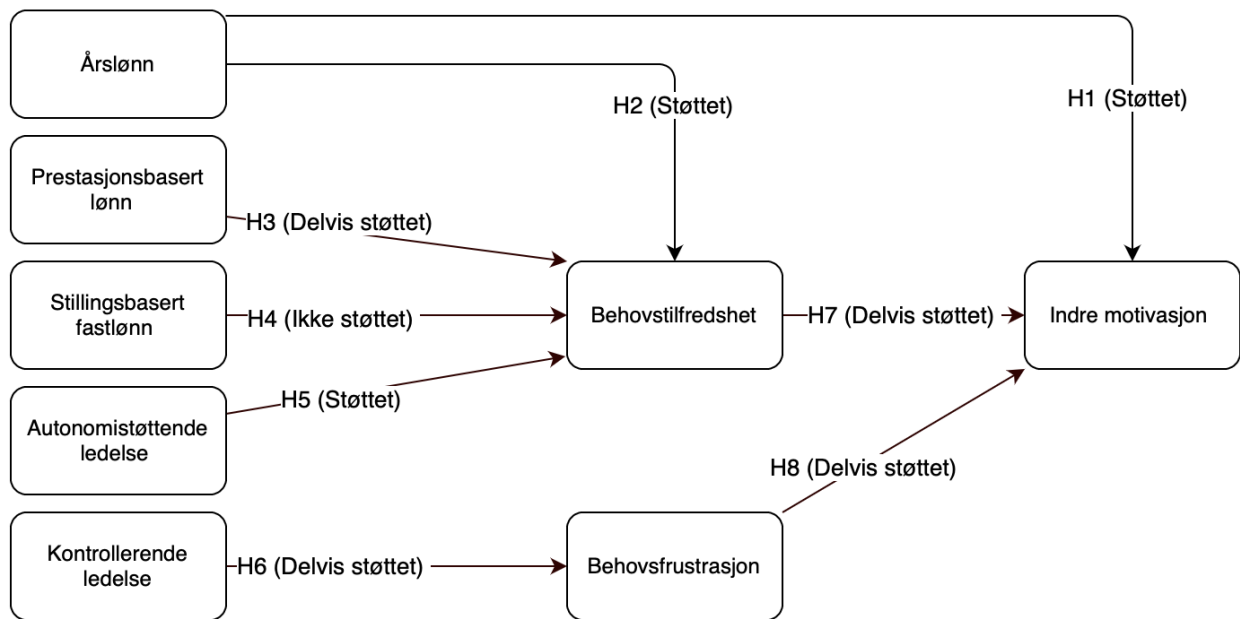 Årslønn
H2 (Støttet)
H1 (Støttet)
Prestasjonsbasert
lønn
H3 (Delvis støttet)
Stillingsbasert
fastlønn
H4 (Ikke støttet)
Behovstilfredshet
H7 (Delvis støttet)
Indre motivasjon
Autonomistøttende
ledelse
H5 (Støttet)
H8 (Delvis støttet)
Kontrollerende
ledelse
H6 (Delvis støttet)
Behovsfrustrasjon